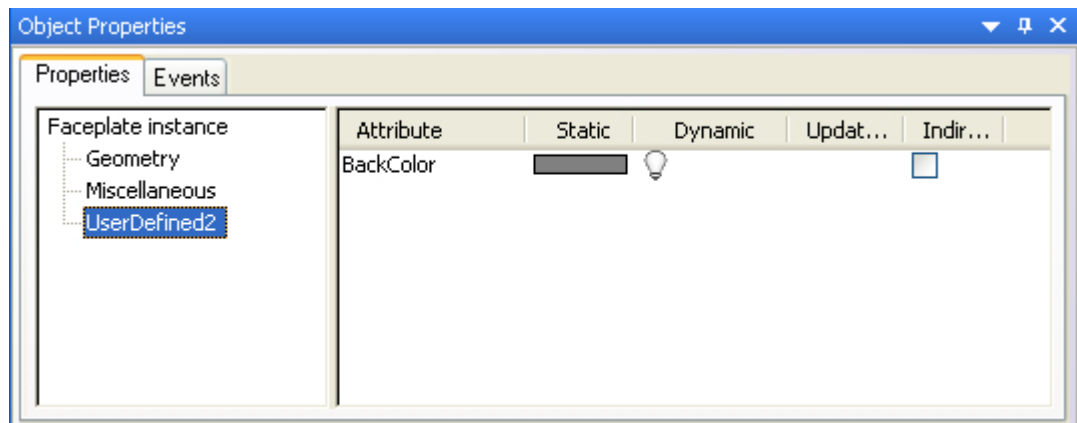 Object Properties
Properties Events
Faceplate instance
Geometry
Miscellaneous
UserDefined2
Attribute Static Dynamic Updat... Indir...
BackColor